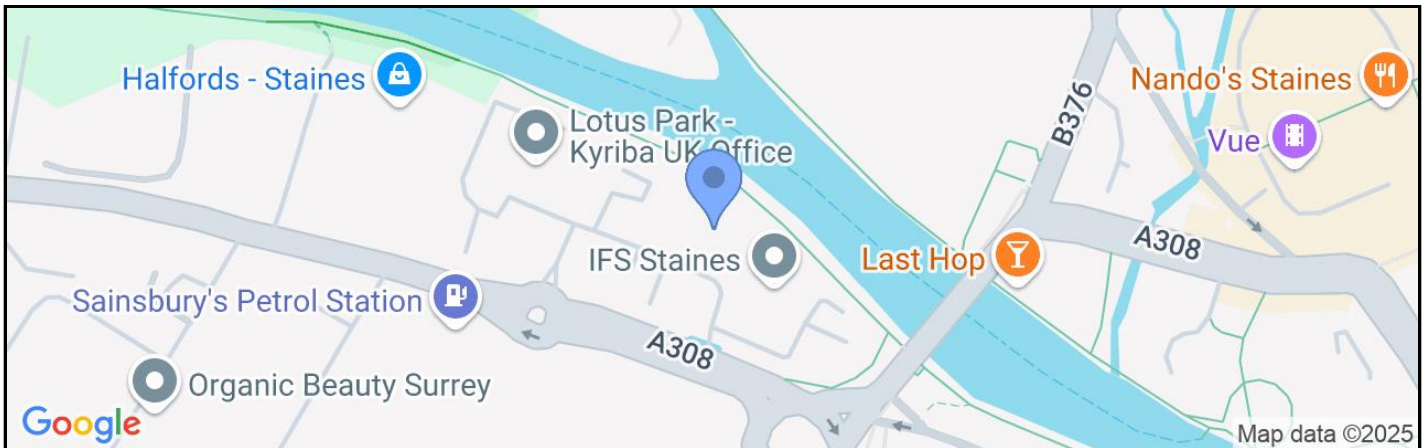 Halfords - Staines
Nando's Staines
B376
Lotus Park -
Kyriba UK Office
Vue
A308
IFS Staines
Last Hop
Sainsbury's Petrol Station
A308
Organic Beauty Surrey
Google
Map data ©2025